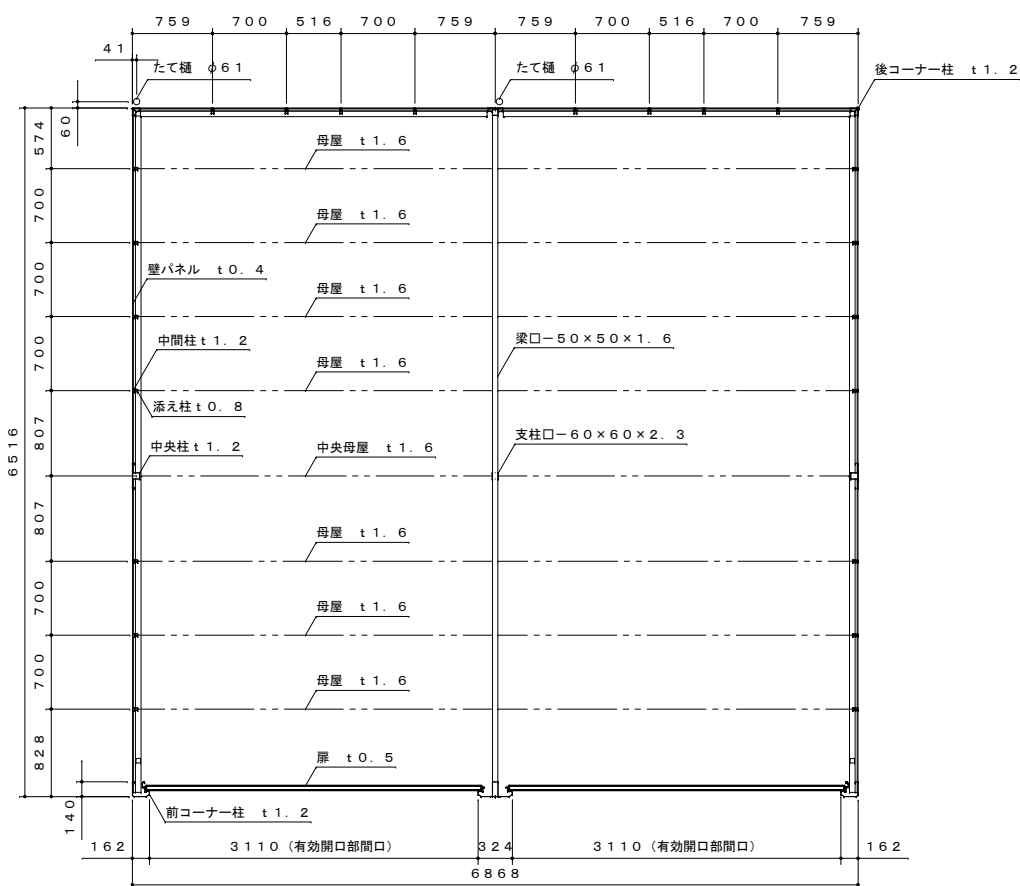 759 700 516 700 759 759 700 516 700 759
41
たて樋 φ61
たて樋 φ61
後コーナー柱 t1.2
60
574
母屋 t1.6
700
母屋 t1.6
700
壁パネル t0.4
母屋 t1.6
700
中間柱t1.2
梁口-50×50×1.6
母屋 t1.6
添え柱t0.8
807
中央柱t1.2
中央母屋 t1.6
支柱口-60×60×2.3
6516
807
母屋 t1.6
700
母屋 t1.6
700
母屋 t1.6
828
扉 t0.5
140
前コーナー柱 t1.2
162 3110(有効開口部間口) 324 3110(有効開口部間口) 162
6868